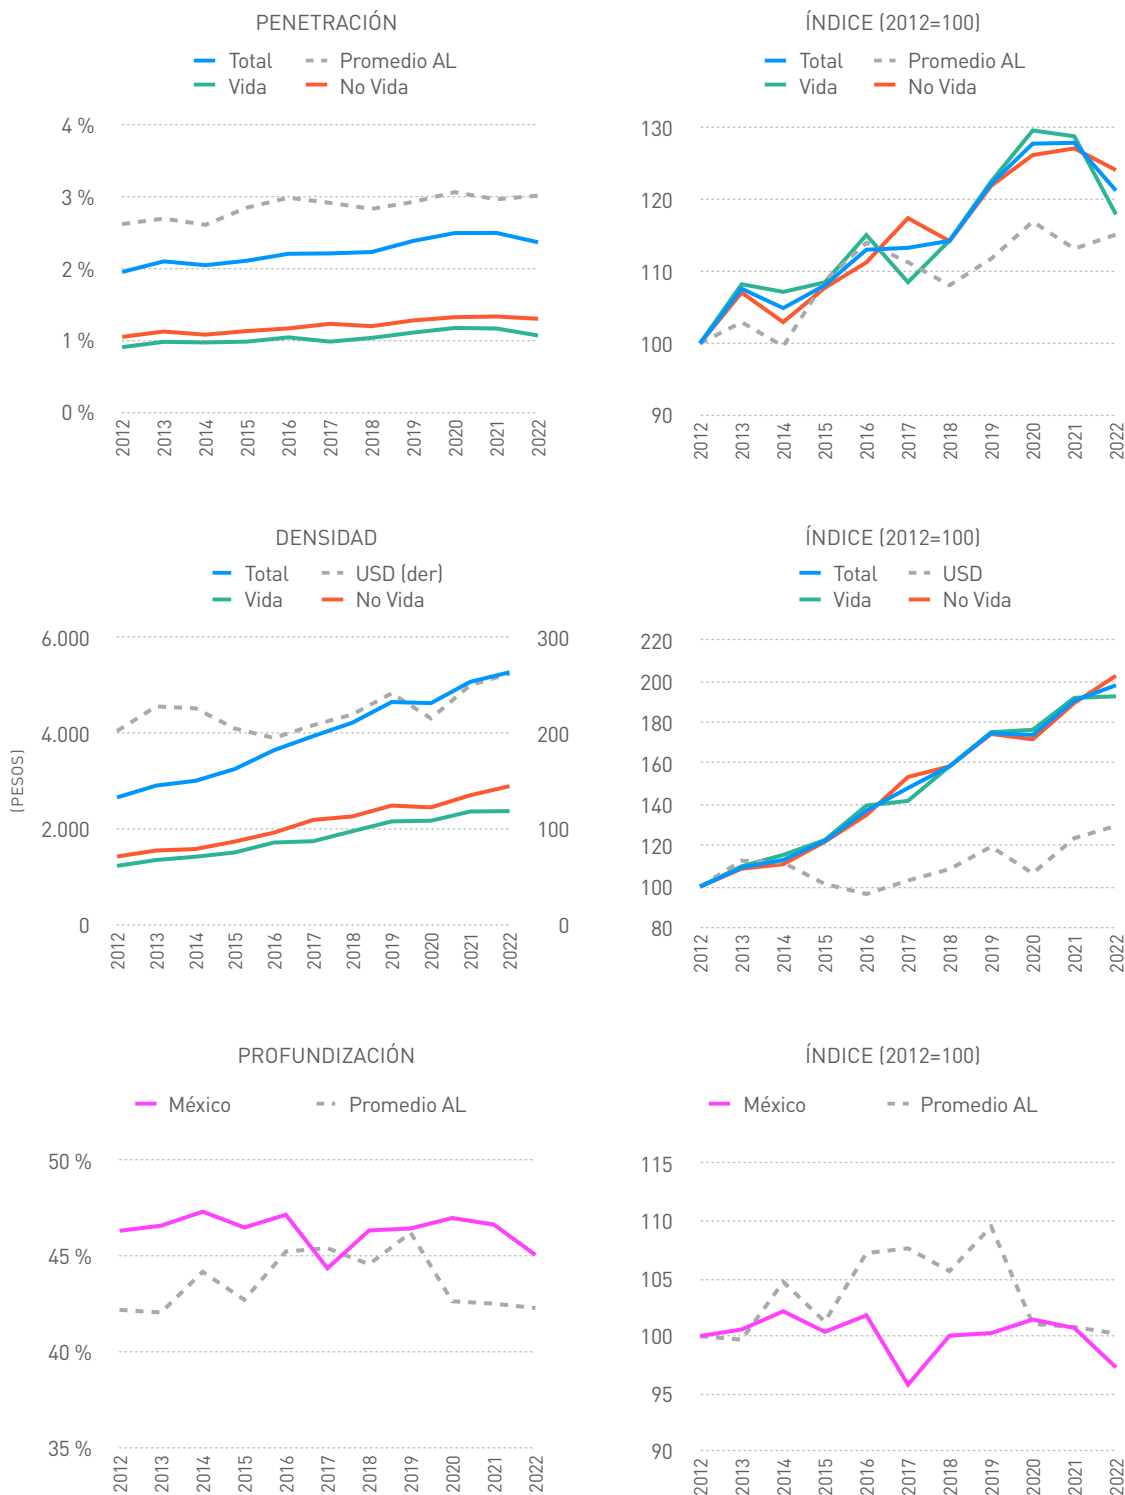 PENETRACIÓN
Total Promedio AL
Vida No Vida
4 %
3 %
2 %
1 %
0 %
2012 2013 2014 2015 2016 2017 2018 2019 2020 2021 2022
ÍNDICE (2012=100)
Total Promedio AL
Vida No Vida
130
120
110
100
90
2012 2013 2014 2015 2016 2017 2018 2019 2020 2021 2022
DENSIDAD
Total USD (der)
Vida No Vida
(PESOS)
6.000 300
4.000 200
2.000 100
0 0
2012 2013 2014 2015 2016 2017 2018 2019 2020 2021 2022
ÍNDICE (2012=100)
Total USD
Vida No Vida
220
200
180
160
140
120
100
80
2012 2013 2014 2015 2016 2017 2018 2019 2020 2021 2022
PROFUNDIZACIÓN
México Promedio AL
50 %
45 %
40 %
35 %
2012 2013 2014 2015 2016 2017 2018 2019 2020 2021 2022
ÍNDICE (2012=100)
México Promedio AL
115
110
105
100
95
90
2012 2013 2014 2015 2016 2017 2018 2019 2020 2021 2022